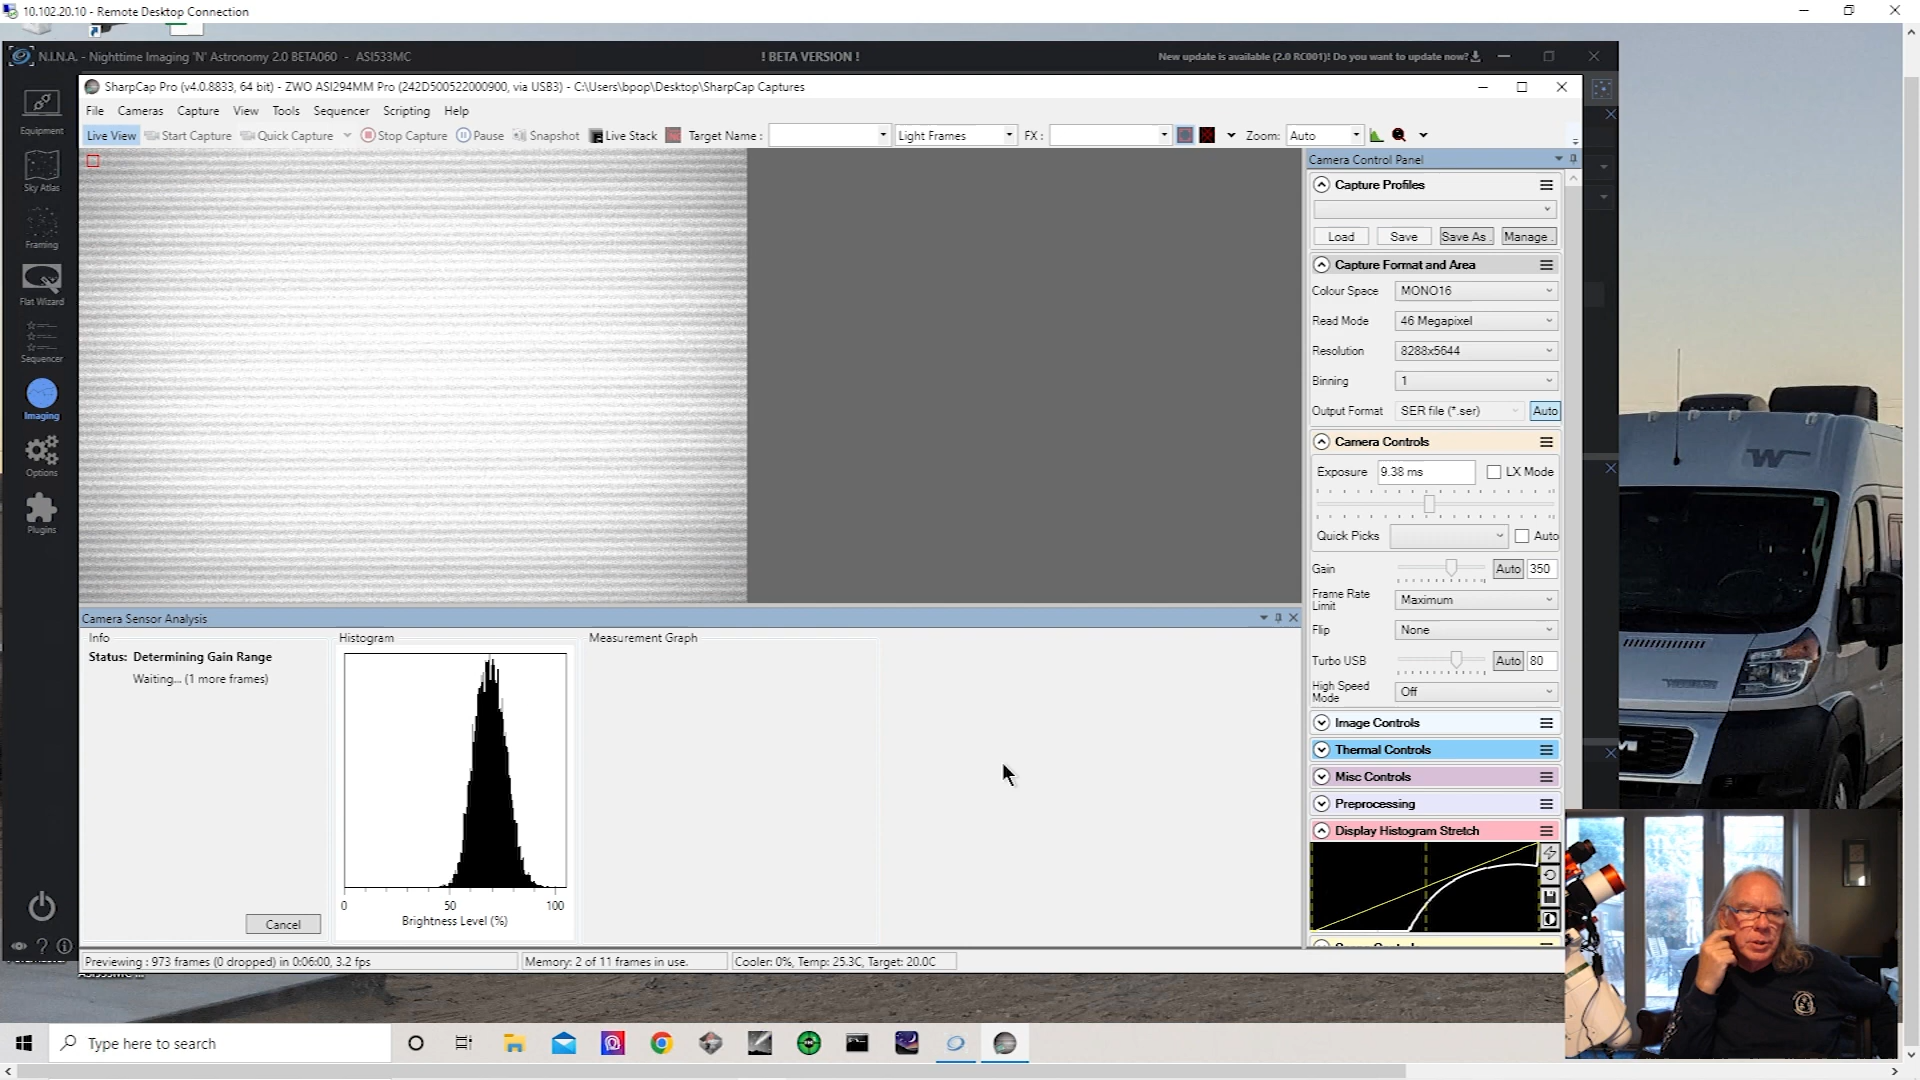 10.102.20.10 - Remote Desktop Connection
N.I.N.A. - Nighttime Imaging 'N' Astronomy 2.0 BETA060 - ASI533MC
! BETA VERSION !
New update is available (2.0 RC001)! Do you want to update now?
SharpCap Pro (v4.0.8833, 64 bit) - ZWO ASI294MM Pro (242D500522000900, via USB3) - C:\Users\bpop\Desktop\SharpCap Captures
File Cameras Capture View Tools Sequencer Scripting Help
Live View Start Capture Quick Capture Stop Capture Pause Snapshot Live Stack Target Name : Light Frames FX : Zoom: Auto
Equipment
Sky Atlas
Framing
Flat Wizard
Sequencer
Imaging
Options
Plugins
Camera Control Panel
Capture Profiles
Load Save Save As Manage
Capture Format and Area
Colour Space MONO16
Read Mode 46 Megapixel
Resolution 8288x5644
Binning 1
Output Format SER file (*.ser) Auto
Camera Controls
Exposure 9.38 ms LX Mode
Quick Picks Auto
Gain Auto 350
Frame Rate Limit Maximum
Flip None
Turbo USB Auto 80
High Speed Mode Off
Image Controls
Thermal Controls
Misc Controls
Preprocessing
Display Histogram Stretch
Camera Sensor Analysis
Info
Status: Determining Gain Range
Waiting... (1 more frames)
Cancel
Histogram
0 50 100
Brightness Level (%)
Measurement Graph
Previewing : 973 frames (0 dropped) in 0:06:00, 3.2 fps
Memory: 2 of 11 frames in use.
Cooler: 0%, Temp: 25.3C, Target: 20.0C
W
Type here to search